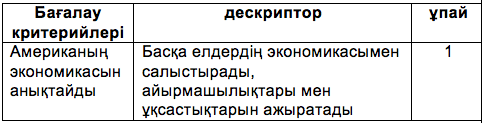 Бағалау критерийлері	дескриптор	ұпай
Американың экономикасын анықтайды	Басқа елдердің экономикасымен салыстырады, айырмашылықтары мен ұқсастықтарын ажыратады	1